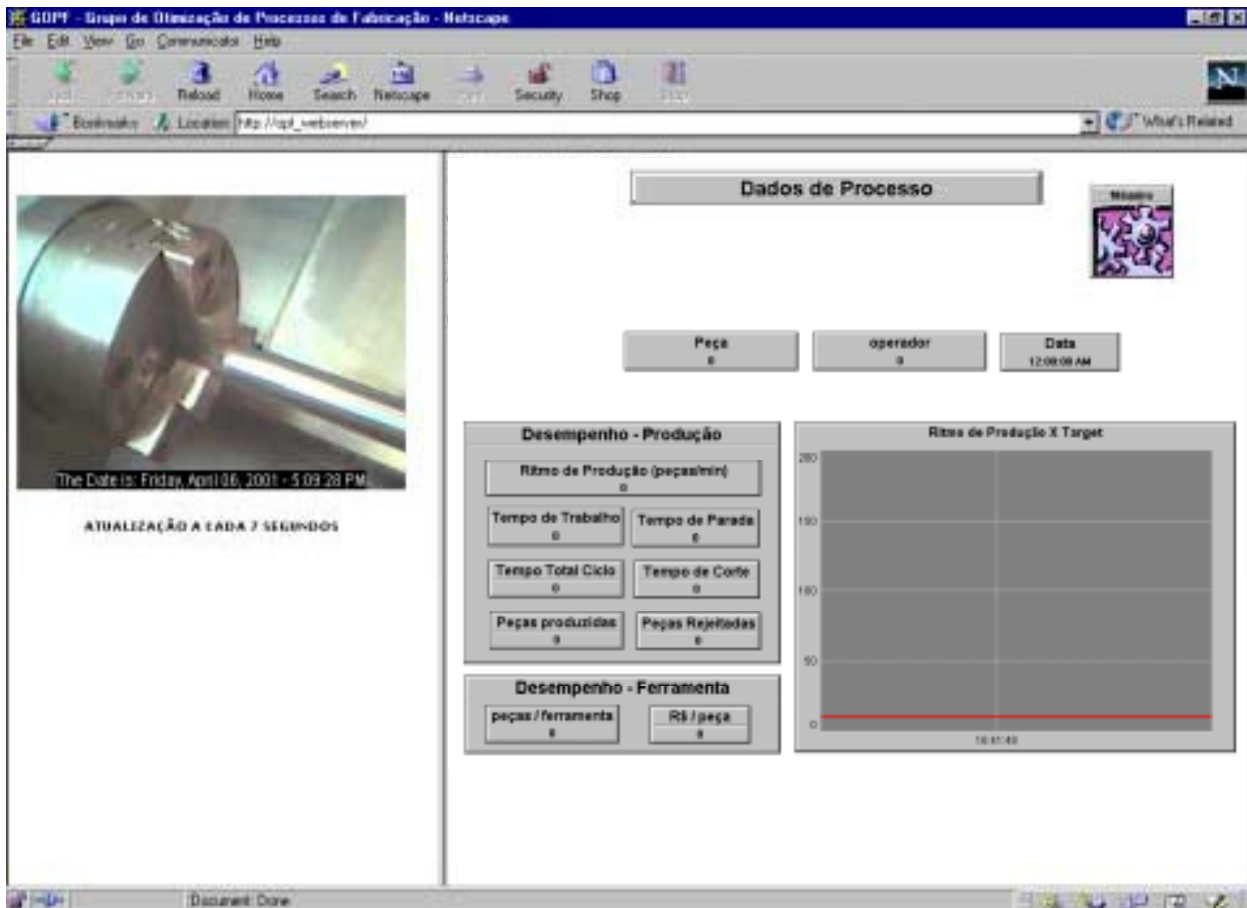 GOPF - Grupo de Otimização de Processos de Fabricação - Netscape
File Edit View Go Communicator Help
Reload Home Search Netscape Security Shop
Bookmarks Location What's Related
Dados de Processo
Peça
0
operador
0
Data
12:00:00 AM
The Date is: Friday, April 06, 2001 - 5:09:28 PM
ATUALIZAÇÃO A CADA 7 SEGUNDOS
Desempenho - Produção
Ritmo de Produção (peças/min)
0
Tempo de Trabalho
0
Tempo de Parada
0
Tempo Total Ciclo
0
Tempo de Corte
0
Peças produzidas
0
Peças Rejeitadas
0
Desempenho - Ferramenta
peças / ferramenta
0
R$ / peça
0
Ritmo de Produção X Target
200
150
100
50
0
Document: Done